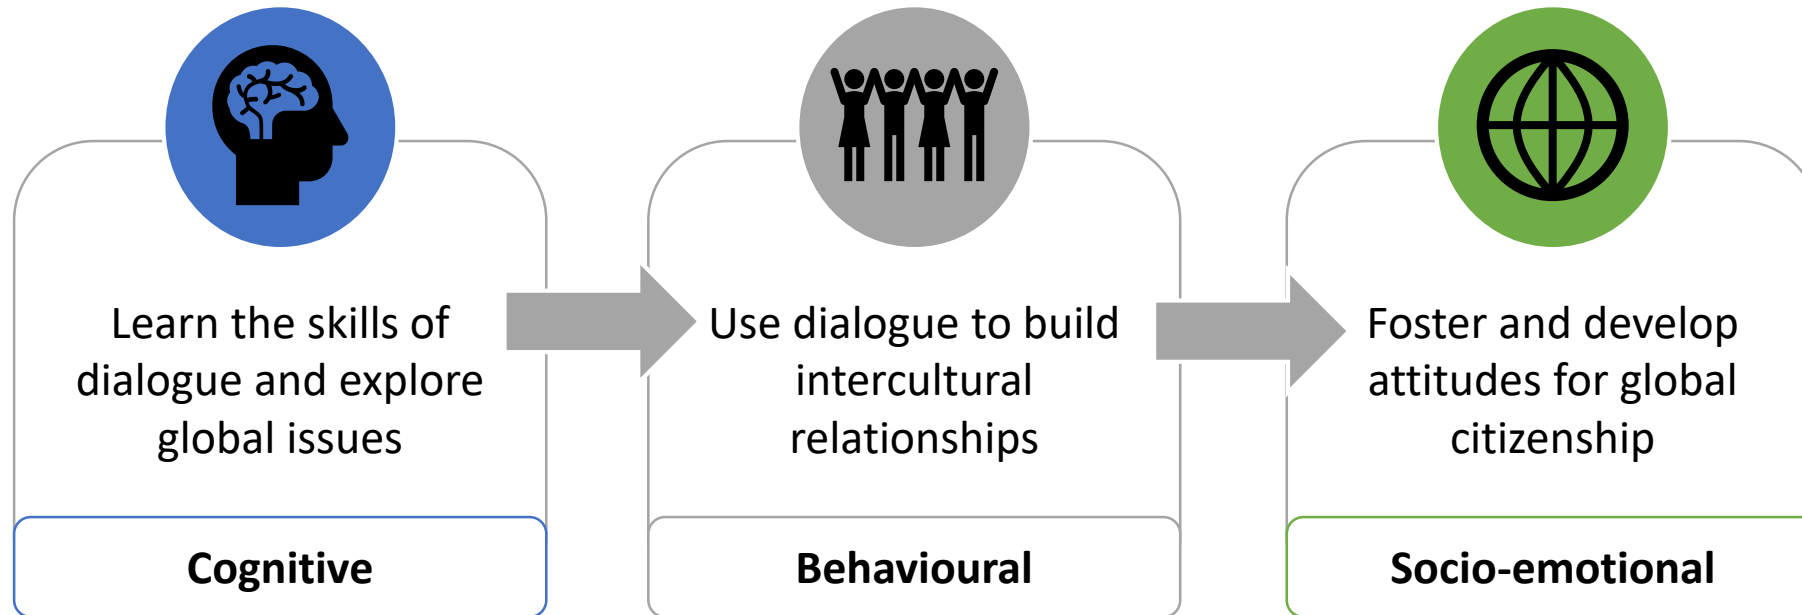 Learn the skills of
dialogue and explore
global issues
Cognitive
Use dialogue to build
intercultural
relationships
Behavioural
Foster and develop
attitudes for global
citizenship
Socio-emotional